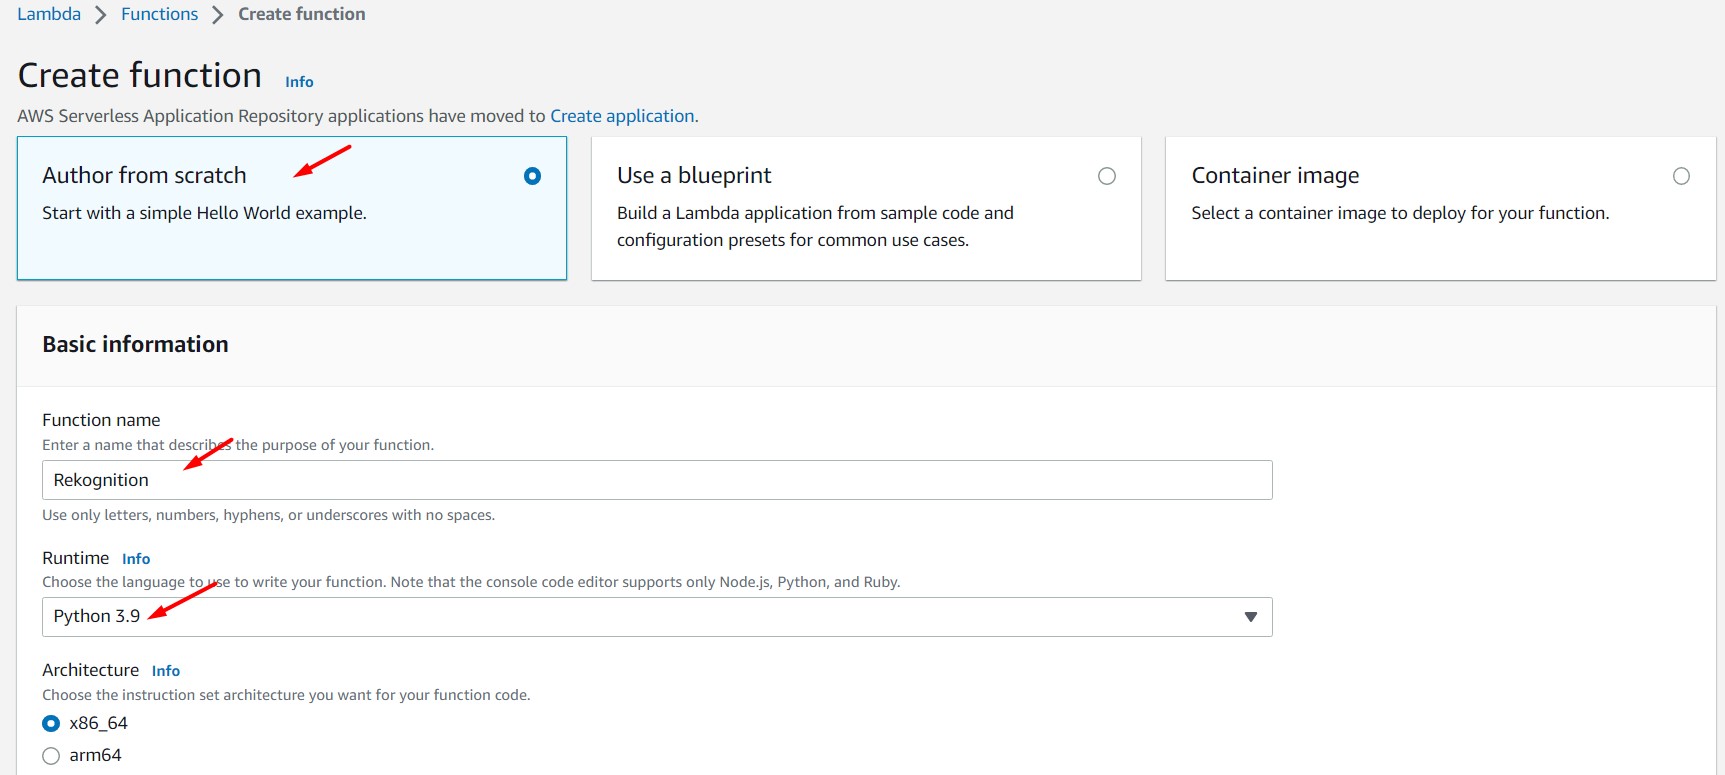 Lambda > Functions > Create function
Create function Info
AWS Serverless Application Repository applications have moved to Create application.
Author from scratch
Start with a simple Hello World example.
Use a blueprint
Build a Lambda application from sample code and
configuration presets for common use cases.
Container image
Select a container image to deploy for your function.
Basic information
Function name
Enter a name that describes the purpose of your function.
Rekognition
Use only letters, numbers, hyphens, or underscores with no spaces.
Runtime Info
Choose the language to use to write your function. Note that the console code editor supports only Node.js, Python, and Ruby.
Python 3.9
Architecture Info
Choose the instruction set architecture you want for your function code.
x86_64
arm64